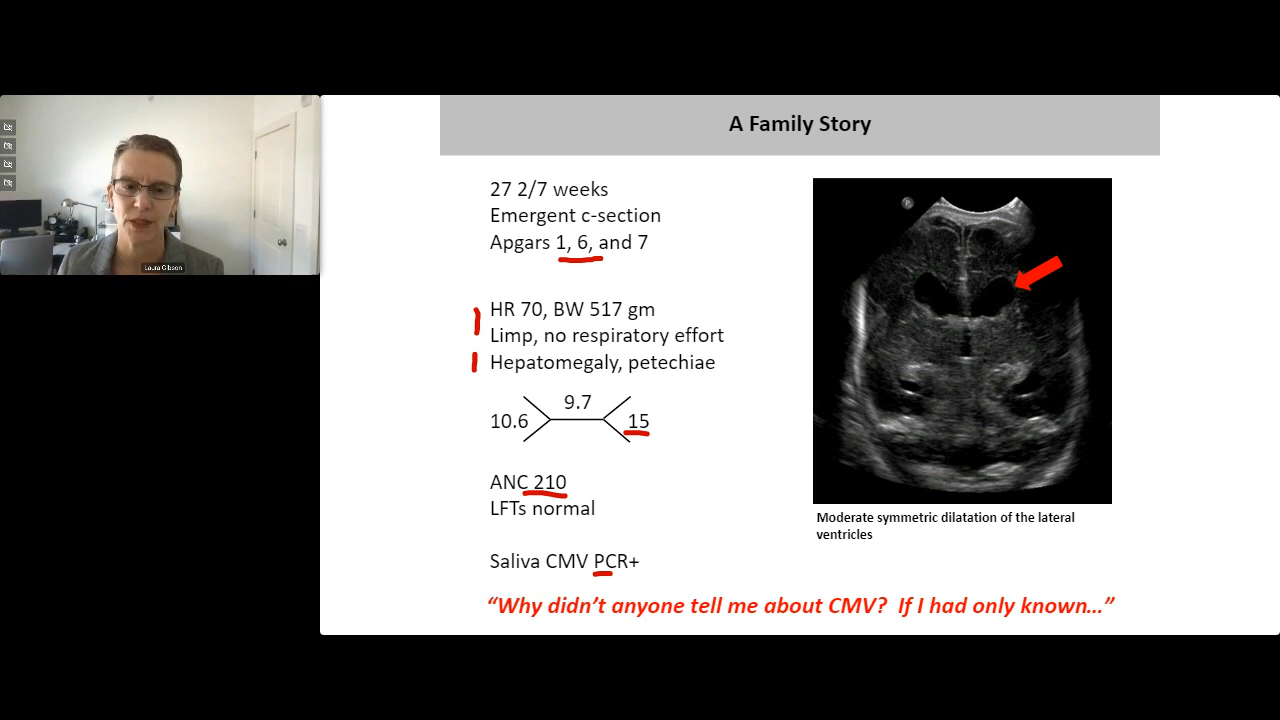 Laura Gibson
A Family Story
27 2/7 weeks
Emergent c-section
Apgars 1, 6, and 7
HR 70, BW 517 gm
Limp, no respiratory effort
Hepatomegaly, petechiae
9.7
10.6
15
ANC 210
LFTs normal
Saliva CMV PCR+
Moderate symmetric dilatation of the lateral
ventricles
“Why didn’t anyone tell me about CMV?  If I had only known…”